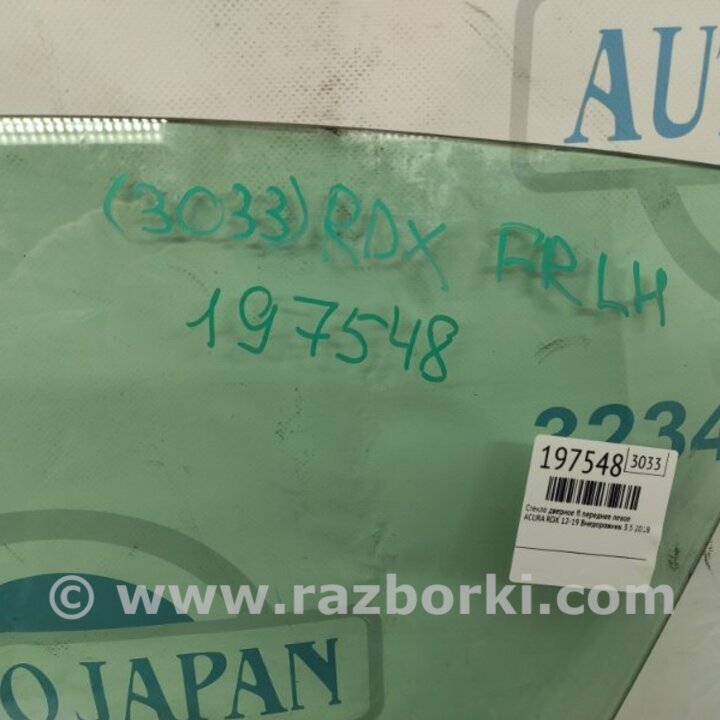 AUT
(3033) RDX FR LH
197548
3234
197548 3033
Стекло дверное fl переднее левое
ACURA RDX 12-19 Внедорожник 3.5 2018
© www.razborki.com
O JAPAN